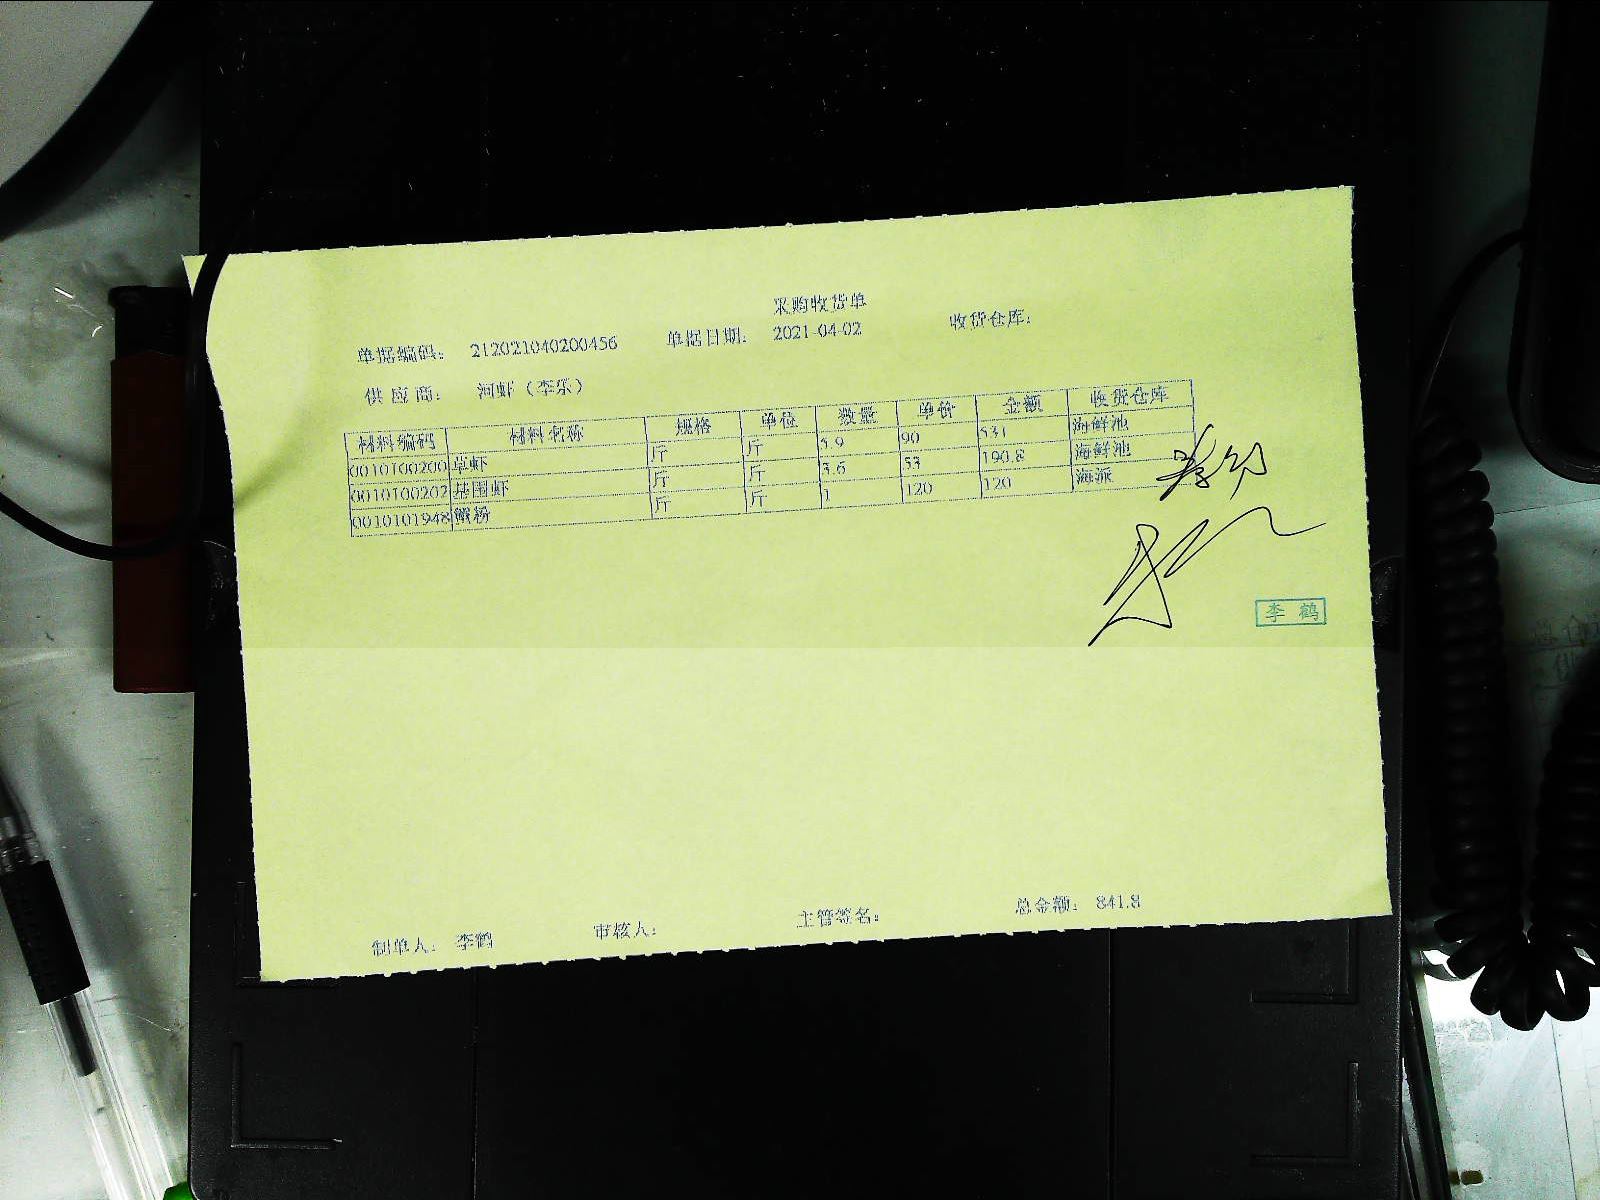 采购收货单
单据编码： 212021040200456 单据日期： 2021-04-02 收货仓库：
供应商： 河虾（李乐）
材料编码 材料名称 规格 单位 数量 单价 金额 收货仓库
0010100200 草虾 斤 斤 5.9 90 531 海鲜池
0010100202 基围虾 斤 斤 3.6 53 190.8 海鲜池
0010101948 蟹粉 斤 斤 1 120 120 海派
李 鹤
制单人： 李鹤 审核人： 主管签名： 总金额： 841.8